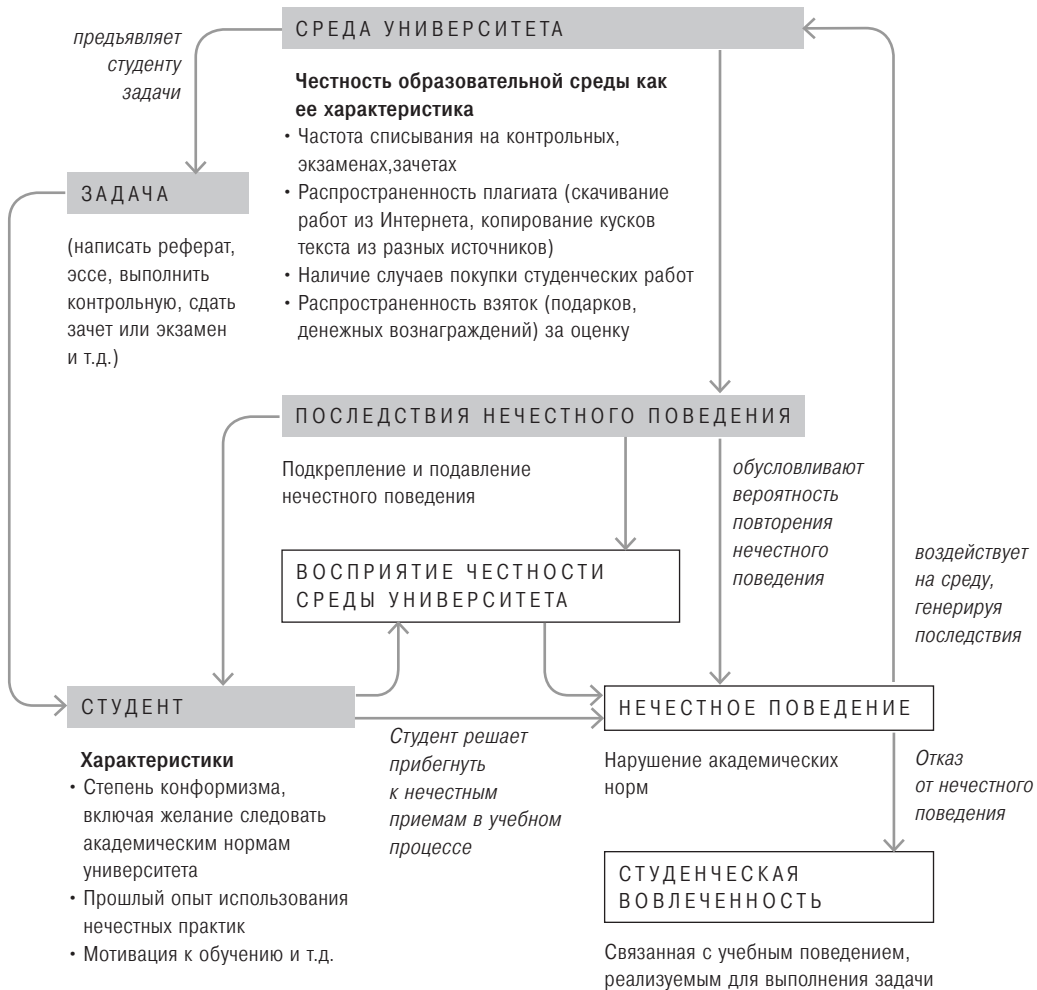 СРЕДА УНИВЕРСИТЕТА
предъявляет
студенту
задачи
Честность образовательной среды как
ее характеристика
• Частота списывания на контрольных,
экзаменах,зачетах
• Распространенность плагиата (скачивание
работ из Интернета, копирование кусков
текста из разных источников)
• Наличие случаев покупки студенческих работ
• Распространенность взяток (подарков,
денежных вознаграждений) за оценку
ЗАДАЧА
(написать реферат,
эссе, выполнить
контрольную, сдать
зачет или экзамен
и т.д.)
ПОСЛЕДСТВИЯ НЕЧЕСТНОГО ПОВЕДЕНИЯ
Подкрепление и подавление
нечестного поведения
обусловливают
вероятность
повторения
нечестного
поведения
воздействует
на среду,
генерируя
последствия
ВОСПРИЯТИЕ ЧЕСТНОСТИ
СРЕДЫ УНИВЕРСИТЕТА
СТУДЕНТ
Характеристики
• Степень конформизма,
включая желание следовать
академическим нормам
университета
• Прошлый опыт использования
нечестных практик
• Мотивация к обучению и т.д.
Студент решает
прибегнуть
к нечестным
приемам в учебном
процессе
НЕЧЕСТНОЕ ПОВЕДЕНИЕ
Нарушение академических
норм
Отказ
от нечестного
поведения
СТУДЕНЧЕСКАЯ
ВОВЛЕЧЕННОСТЬ
Связанная с учебным поведением,
реализуемым для выполнения задачи